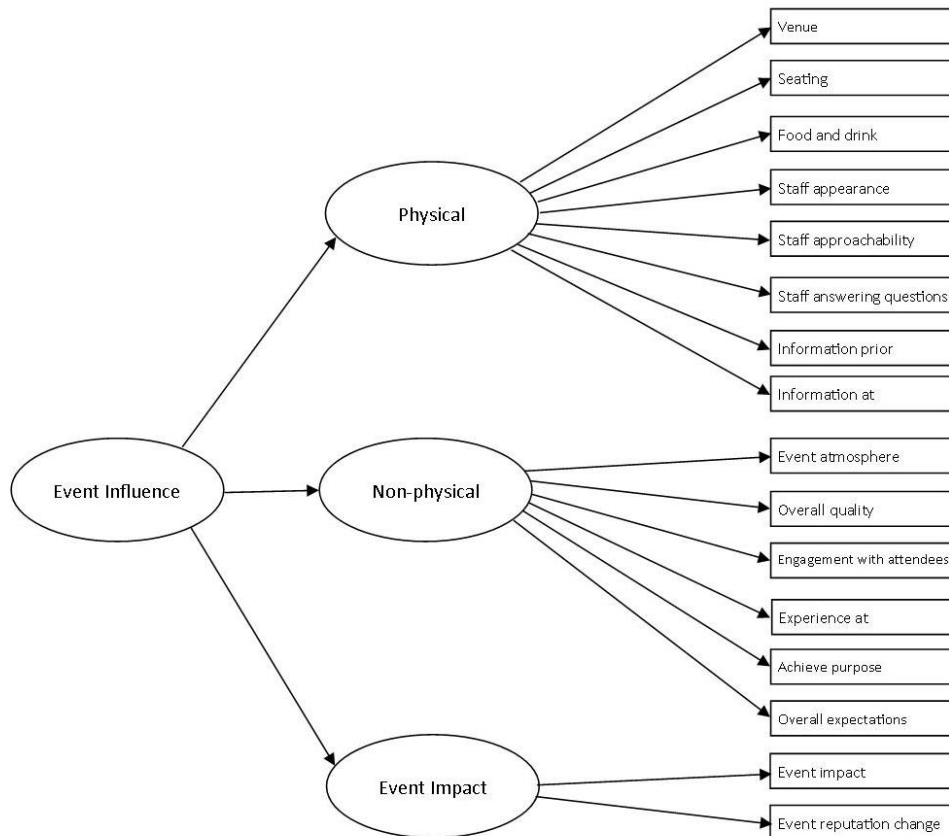 Venue
Seating
Food and drink
Staff appearance
Physical
Staff approachability
Staff answering questions
Information prior
Information at
Event atmosphere
Event Influence
Non-physical
Overall quality
Engagement with attendees
Experience at
Achieve purpose
Overall expectations
Event impact
Event Impact
Event reputation change